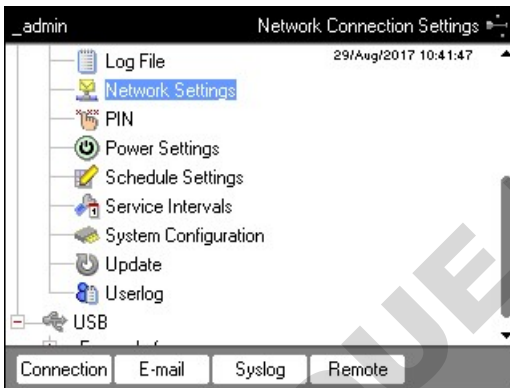 _admin Network Connection Settings
29/Aug/2017 10:41:47
Log File
Network Settings
PIN
Power Settings
Schedule Settings
Service Intervals
System Configuration
Update
Userlog
USB
Connection E-mail Syslog Remote